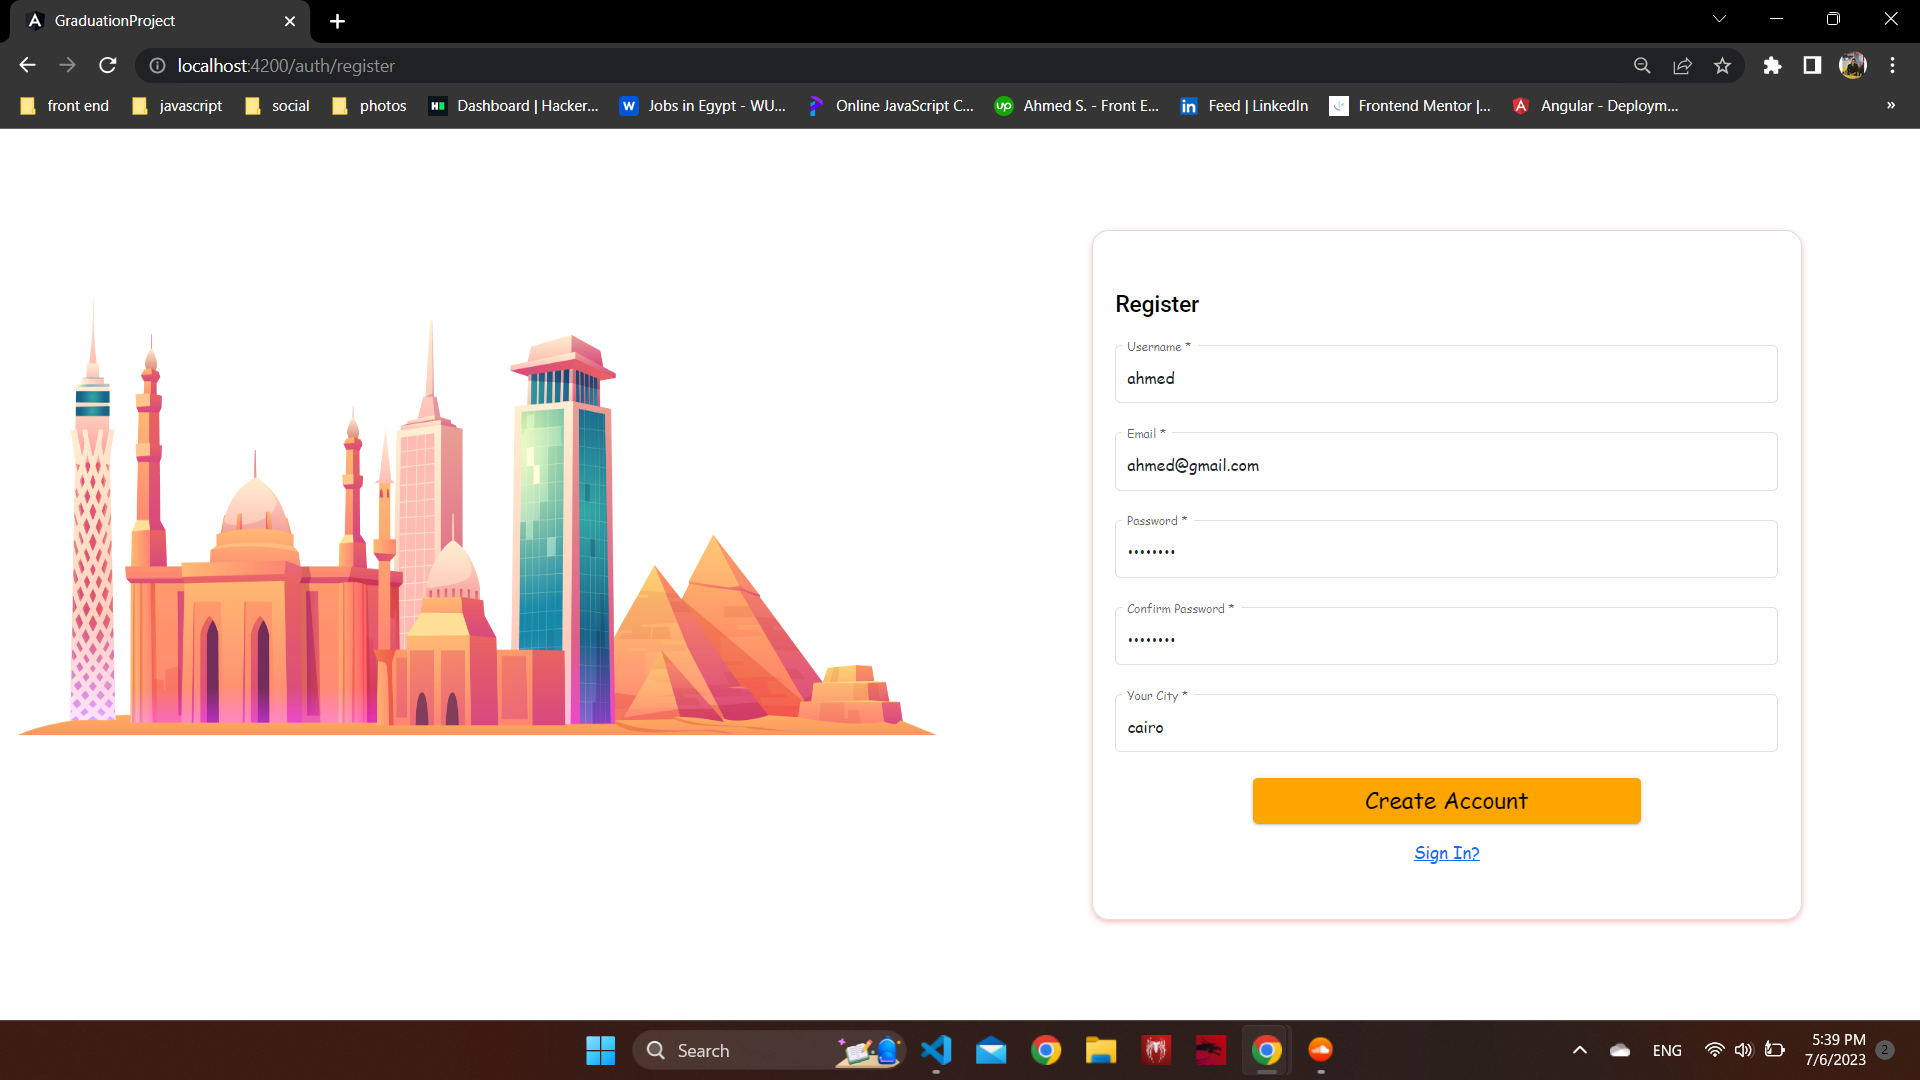 GraduationProject
localhost:4200/auth/register
front end
javascript
social
photos
Dashboard | Hacker...
Jobs in Egypt - WU...
Online JavaScript C...
Ahmed S. - Front E...
Feed | LinkedIn
Frontend Mentor |...
Angular - Deploym...
»
Register
Username *
ahmed
Email *
ahmed@gmail.com
Password *
••••••••
Confirm Password *
••••••••
Your City *
cairo
Create Account
Sign In?
Search
ENG
5:39 PM
7/6/2023
2